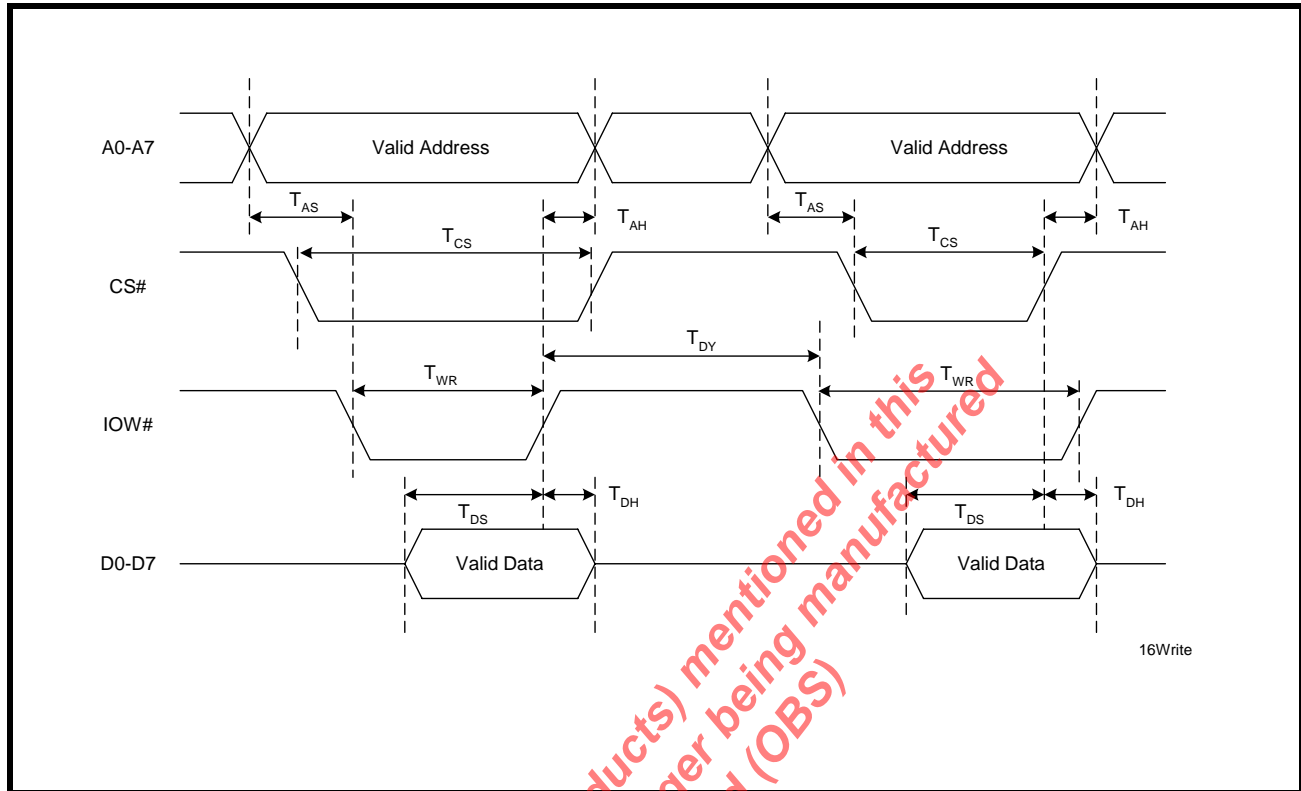 A0-A7
Valid Address
Valid Address
TAS
TAH
TAS
TAH
TCS
TCS
CS#
TDY
TWR
TWR
IOW#
TDS
TDH
TDS
TDH
D0-D7
Valid Data
Valid Data
16Write
ducts) mentioned in this
ger being manufactured
d (OBS)